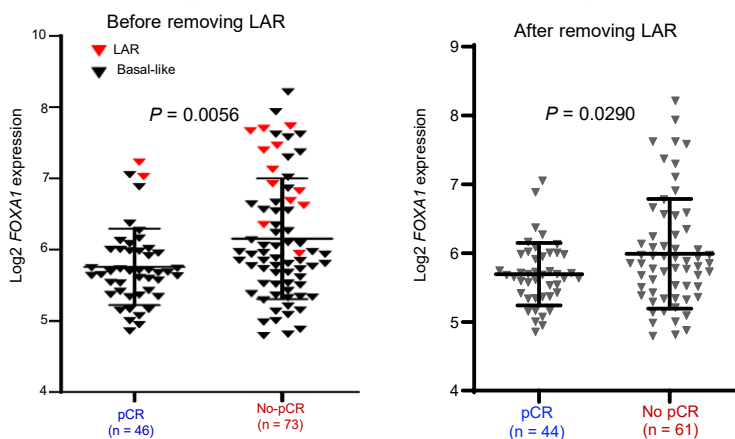 Before removing LAR
LAR
Basal-like
P = 0.0056
Log2 FOXA1 expression
10
8
6
5
4
pCR
(n = 46)
No-pCR
(n = 73)
After removing LAR
P = 0.0290
Log2 FOXA1 expression
9
8
7
6
5
4
pCR
(n = 44)
No pCR
(n = 61)